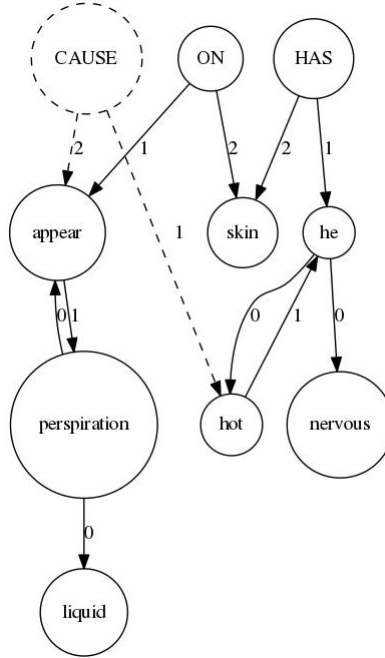 CAUSE ON HAS
2 1 2 2 1
appear skin he
1
0 1 0 1 0
perspiration hot nervous
0
liquid